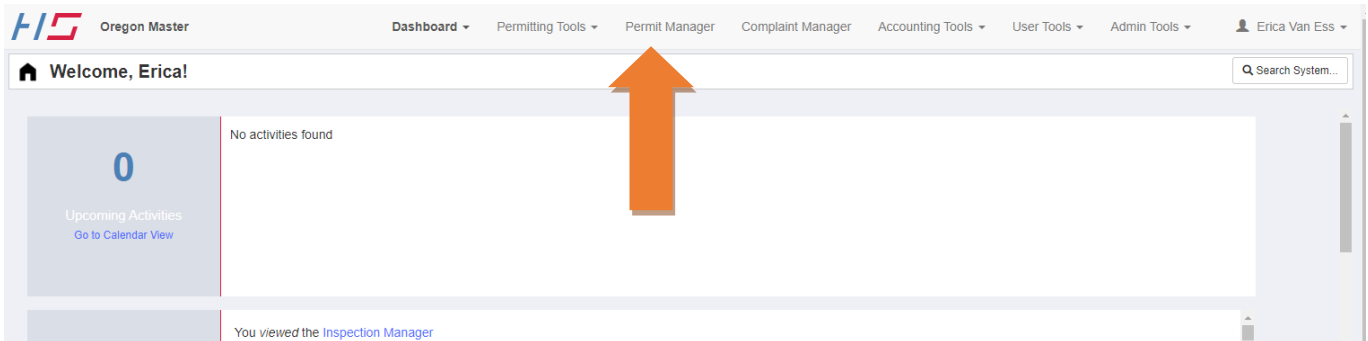 HS Oregon Master Dashboard Permitting Tools Permit Manager Complaint Manager Accounting Tools User Tools Admin Tools Erica Van Ess
Welcome, Erica! Search System...
No activities found
0
Upcoming Activities
Go to Calendar View
You viewed the Inspection Manager